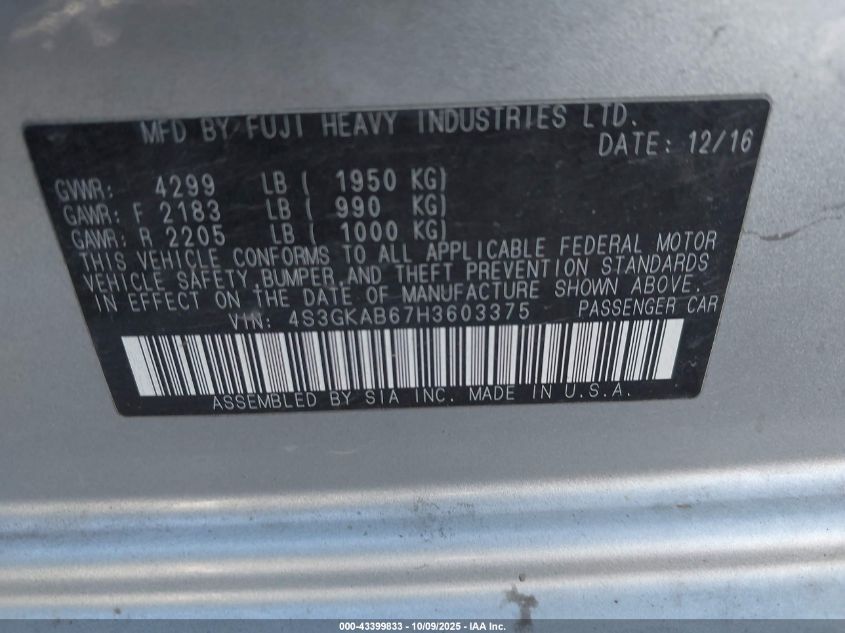 MFD BY FUJI HEAVY INDUSTRIES LTD.
DATE: 12/16
GVWR: 4299 LB ( 1950 KG)
GAWR: F 2183 LB ( 990 KG)
GAWR: R 2205 LB ( 1000 KG)
THIS VEHICLE CONFORMS TO ALL APPLICABLE FEDERAL MOTOR
VEHICLE SAFETY,BUMPER,AND THEFT PREVENTION STANDARDS
IN EFFECT ON THE DATE OF MANUFACTURE SHOWN ABOVE.
VIN: 4S3GKAB67H3603375 PASSENGER CAR
ASSEMBLED BY SIA INC. MADE IN U.S.A.
000-43399833 - 10/09/2025 - IAA Inc.